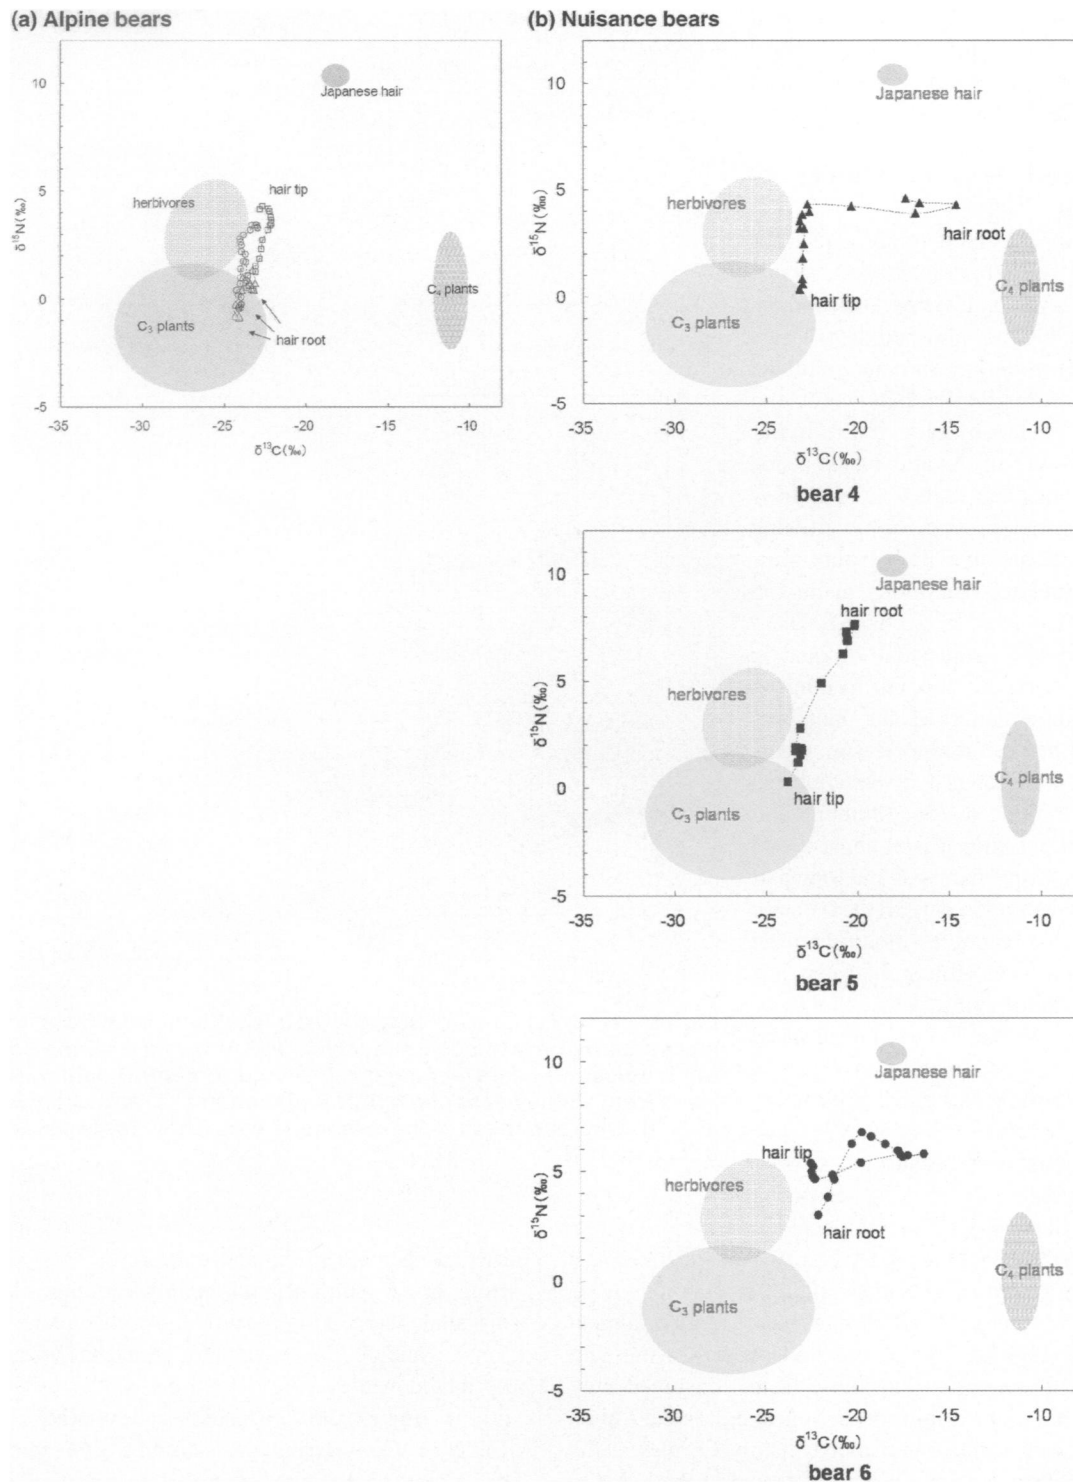 (a) Alpine bears
10
5
0
-5
-35
-30
-25
-20
-15
-10
δ¹⁵N(‰)
δ¹³C(‰)
Japanese hair
hair tip
herbivores
C₃ plants
C₄ plants
hair root
(b) Nuisance bears
10
5
0
-5
-35
-30
-25
-20
-15
-10
δ¹⁵N(‰)
δ¹³C(‰)
Japanese hair
herbivores
hair root
C₄ plants
hair tip
C₃ plants
bear 4
10
5
0
-5
-35
-30
-25
-20
-15
-10
δ¹⁵N(‰)
δ¹³C(‰)
Japanese hair
hair root
herbivores
C₄ plants
hair tip
C₃ plants
bear 5
10
5
0
-5
-35
-30
-25
-20
-15
-10
δ¹⁵N(‰)
δ¹³C(‰)
Japanese hair
hair tip
herbivores
hair root
C₄ plants
C₃ plants
bear 6